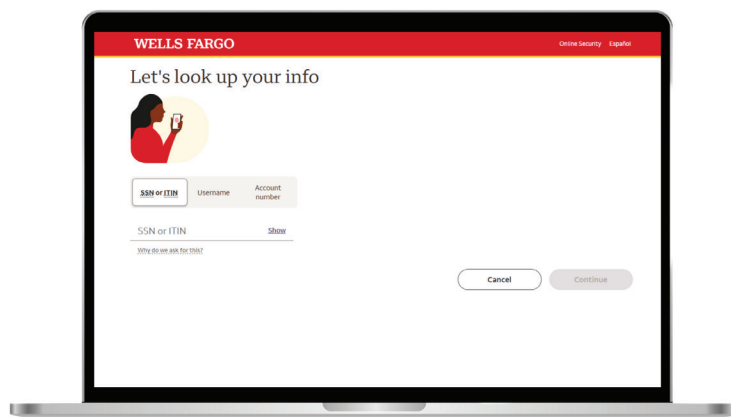 WELLS FARGO
Online Security Español
Let's look up your info
SSN or ITIN Username Account number
SSN or ITIN Show
Why do we ask for this?
Cancel Continue